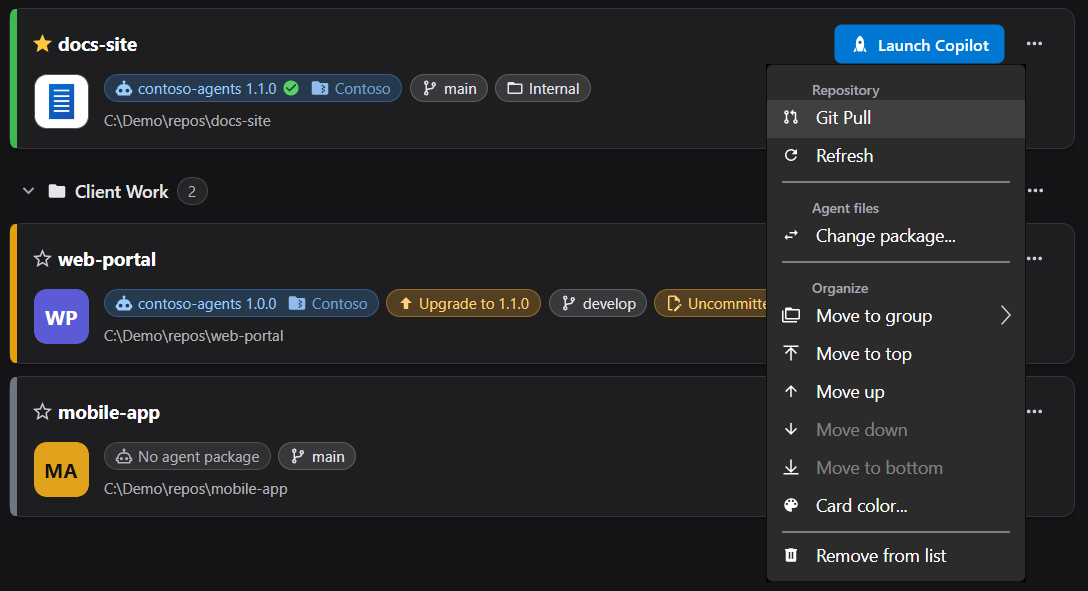 docs-site
Launch Copilot
contoso-agents 1.1.0 Contoso main Internal
C:\Demo\repos\docs-site
Client Work 2
web-portal
WP
contoso-agents 1.0.0 Contoso Upgrade to 1.1.0 develop Uncommitte
C:\Demo\repos\web-portal
mobile-app
MA
No agent package main
C:\Demo\repos\mobile-app
Repository
Git Pull
Refresh
Agent files
Change package...
Organize
Move to group
Move to top
Move up
Move down
Move to bottom
Card color...
Remove from list